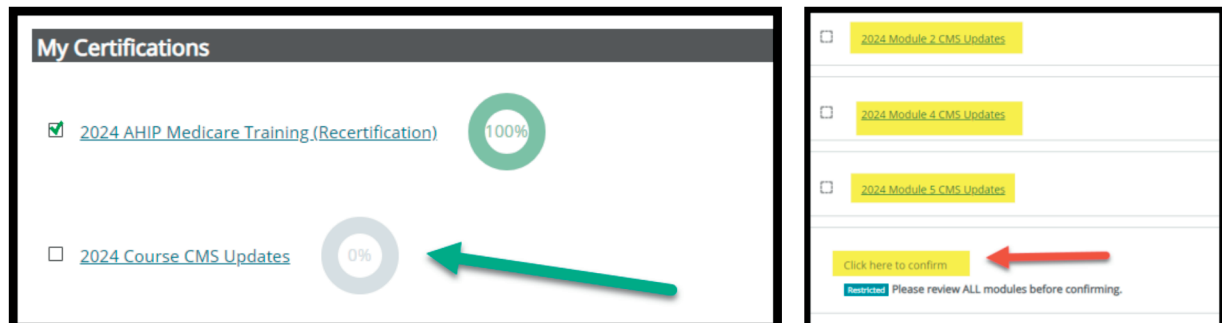 My Certifications
2024 AHIP Medicare Training (Recertification)
100%
2024 Course CMS Updates
0%
2024 Module 2 CMS Updates
2024 Module 4 CMS Updates
2024 Module 5 CMS Updates
Click here to confirm
Restricted Please review ALL modules before confirming.